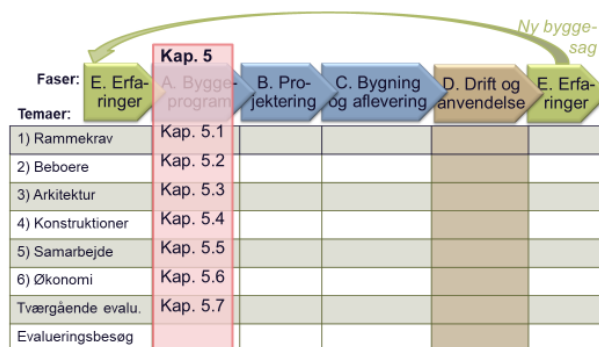 Ny bygge-
sag
Kap. 5
Faser:
E. Erfa-
ringer
A. Bygge-
program
B. Pro-
jektering
C. Bygning
og aflevering
D. Drift og
anvendelse
E. Erfa-
ringer
Temaer:
1) Rammekrav
Kap. 5.1
2) Beboere
Kap. 5.2
3) Arkitektur
Kap. 5.3
4) Konstruktioner
Kap. 5.4
5) Samarbejde
Kap. 5.5
6) Økonomi
Kap. 5.6
Tværgående evalu.
Kap. 5.7
Evalueringsbesøg